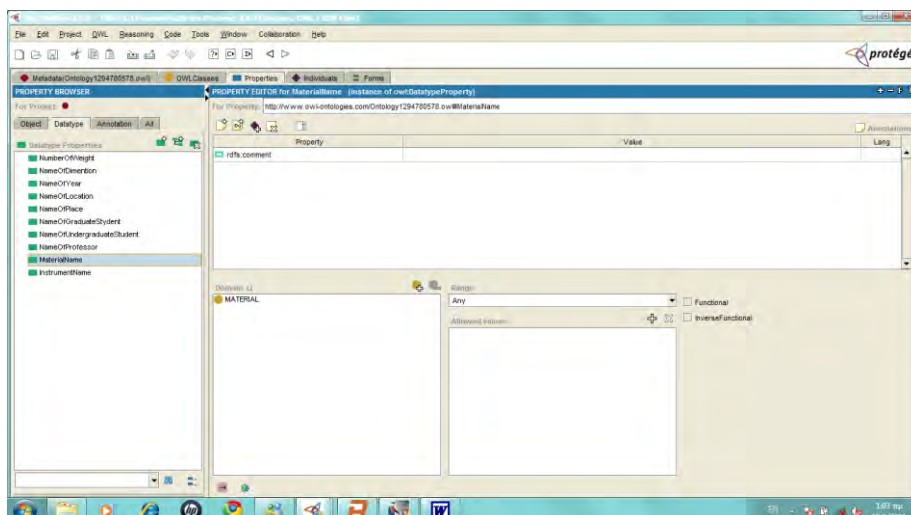 File Edit Project OWL Reasoning Code Tools Window Collaboration Help
protégé
Metadata(Ontology1294780578.owl) OWLClasses Properties Individuals Forms
PROPERTY BROWSER
PROPERTY EDITOR for MaterialName (instance of owl:DatatypeProperty)
For Project:
For Property: http://www.owl-ontologies.com/Ontology1294780578.owl#MaterialName
Object Datatype Annotation All
Annotations
Datatype Properties
Property Value Lang
rdfs:comment
NumberOfWeight
NameOfDimention
NameOfYear
NameOfLocation
NameOfPlace
NameOfGraduateStydent
NameOfUndergraduateStudent
NameOfProfessor
MaterialName
InstrumentName
Domain
Range
MATERIAL
Any
Functional
Allowed values
InverseFunctional
W
1:03 πμ